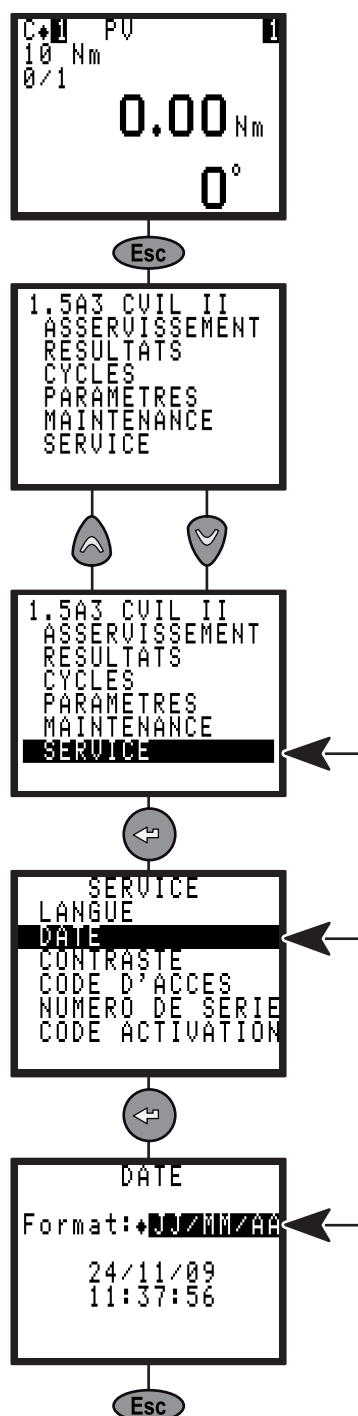 C♦1 PV 1
10 Nm
0/1
0.00 Nm
0°
Esc
1.5A3 CVIL II
ASSERVISSEMENT
RESULTATS
CYCLES
PARAMETRES
MAINTENANCE
SERVICE
1.5A3 CVIL II
ASSERVISSEMENT
RESULTATS
CYCLES
PARAMETRES
MAINTENANCE
SERVICE
SERVICE
LANGUE
DATE
CONTRASTE
CODE D'ACCES
NUMERO DE SERIE
CODE ACTIVATION
DATE
Format:♦JJ/MM/AA
24/11/09
11:37:56
Esc